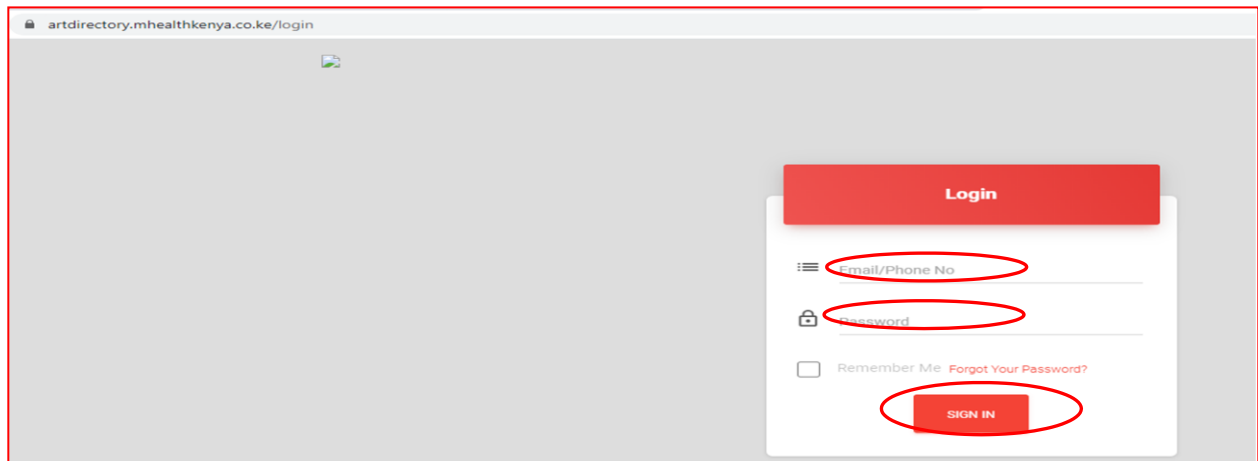 artdirectory.mhealthkenya.co.ke/login
Login
Email/Phone No
Password
Remember Me Forgot Your Password?
SIGN IN